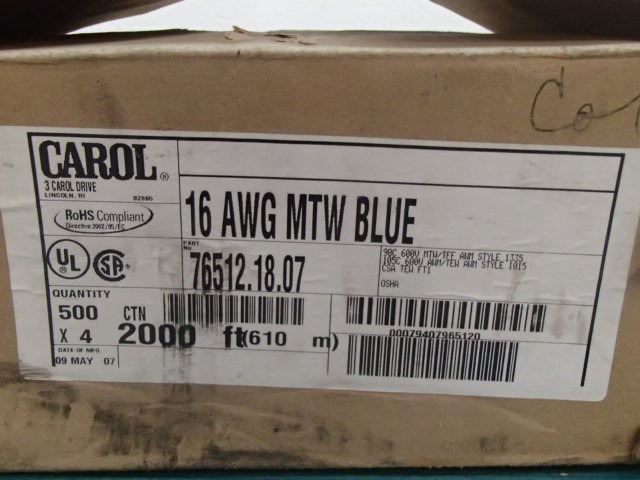 CAROL®
3 CAROL DRIVE
LINCOLN, RI 02865
RoHS Compliant
Directive 2002/95/EC
16 AWG MTW BLUE
PART No 76512.18.07
90C 600V MTW/TFF AWM STYLE 1335
105C 600V AWM/TEW AWM STYLE 1015
CSA TEW FT1
OSHA
UL ®
SA ®
QUANTITY
500 CTN
X 4 2000 ft(610 m)
00079407965120
DATE OF MFG
09 MAY 07